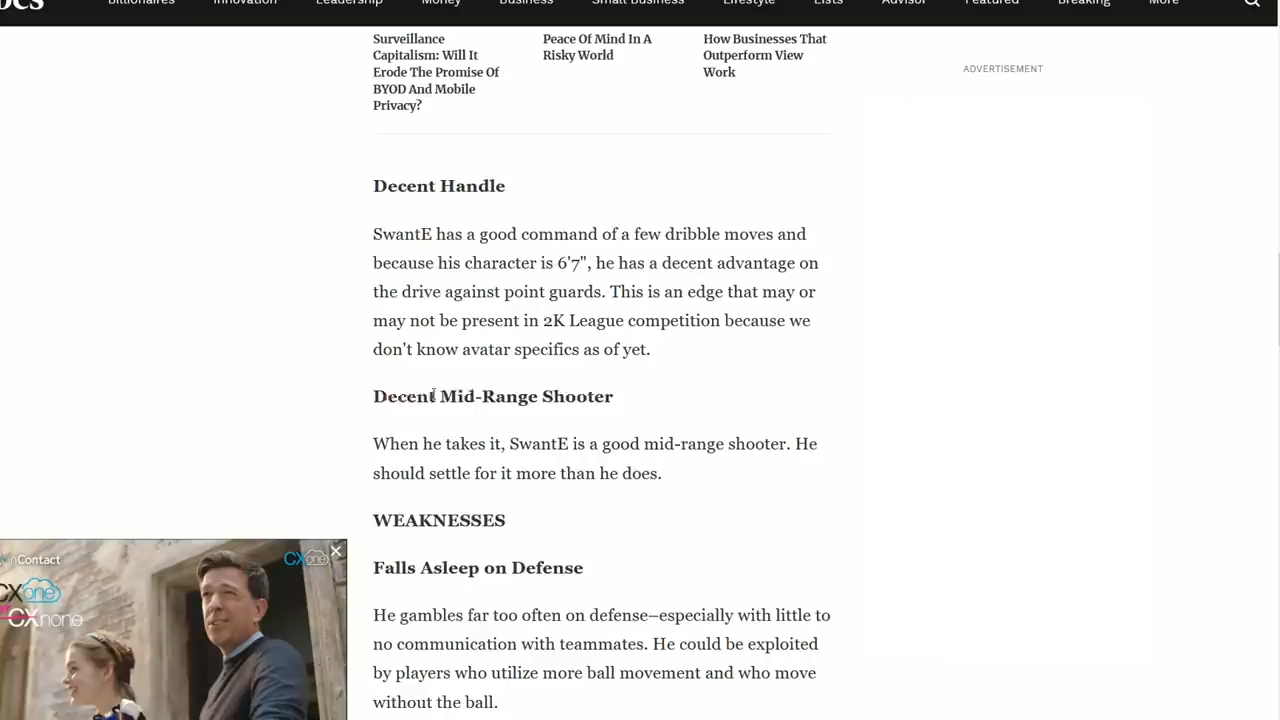 Billionaires Innovation Leadership Money Business Small Business Lifestyle Lists Advisor Featured Breaking More
Surveillance
Capitalism: Will It
Erode The Promise Of
BYOD And Mobile
Privacy?
Peace Of Mind In A
Risky World
How Businesses That
Outperform View
Work
ADVERTISEMENT
Decent Handle
SwantE has a good command of a few dribble moves and
because his character is 6'7", he has a decent advantage on
the drive against point guards. This is an edge that may or
may not be present in 2K League competition because we
don't know avatar specifics as of yet.
Decent Mid-Range Shooter
When he takes it, SwantE is a good mid-range shooter. He
should settle for it more than he does.
WEAKNESSES
Falls Asleep on Defense
He gambles far too often on defense–especially with little to
no communication with teammates. He could be exploited
by players who utilize more ball movement and who move
without the ball.
inContact
CXone
CXone
CXnone